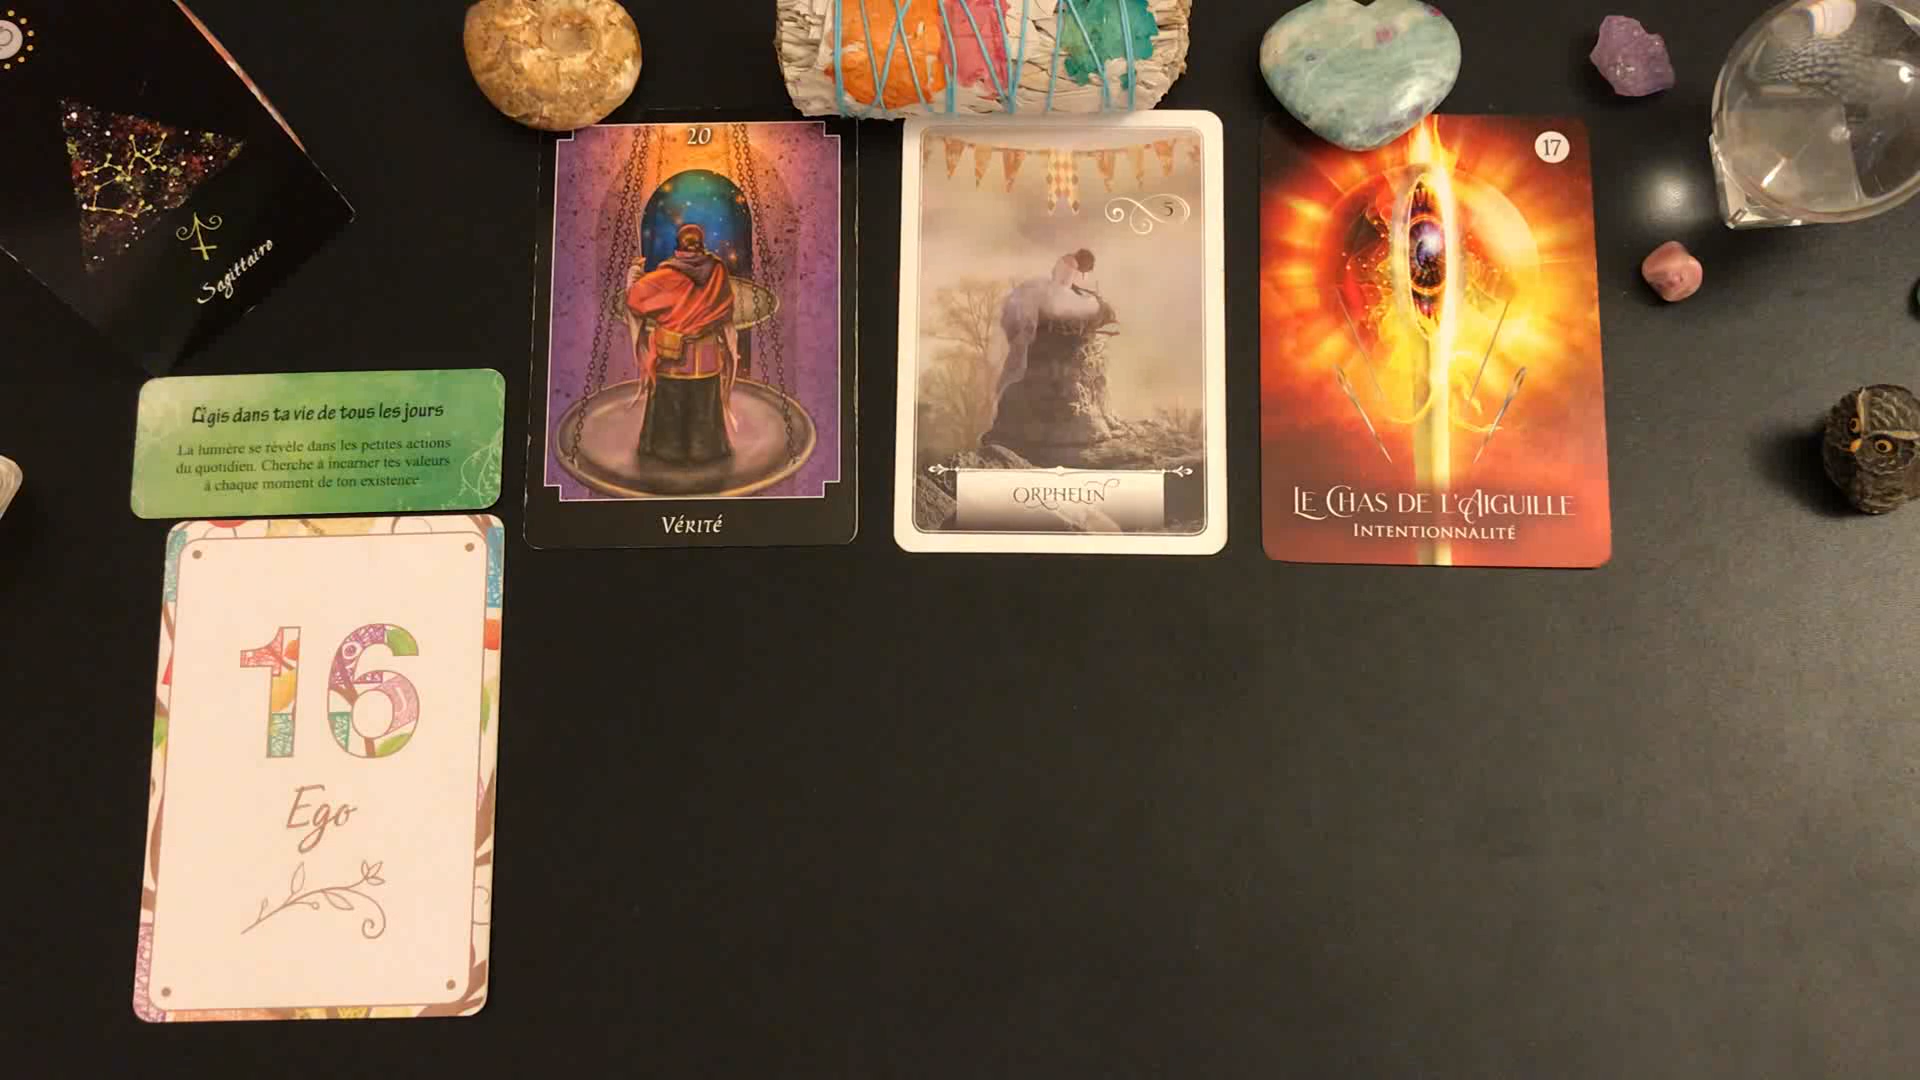 Sagittaire
20
Vérité
5
ORPHELIN
17
LE CHAS DE L'AIGUILLE
INTENTIONNALITÉ
Agis dans ta vie de tous les jours
La lumière se révèle dans les petites actions
du quotidien. Cherche à incarner tes valeurs
à chaque moment de ton existence
16
Ego